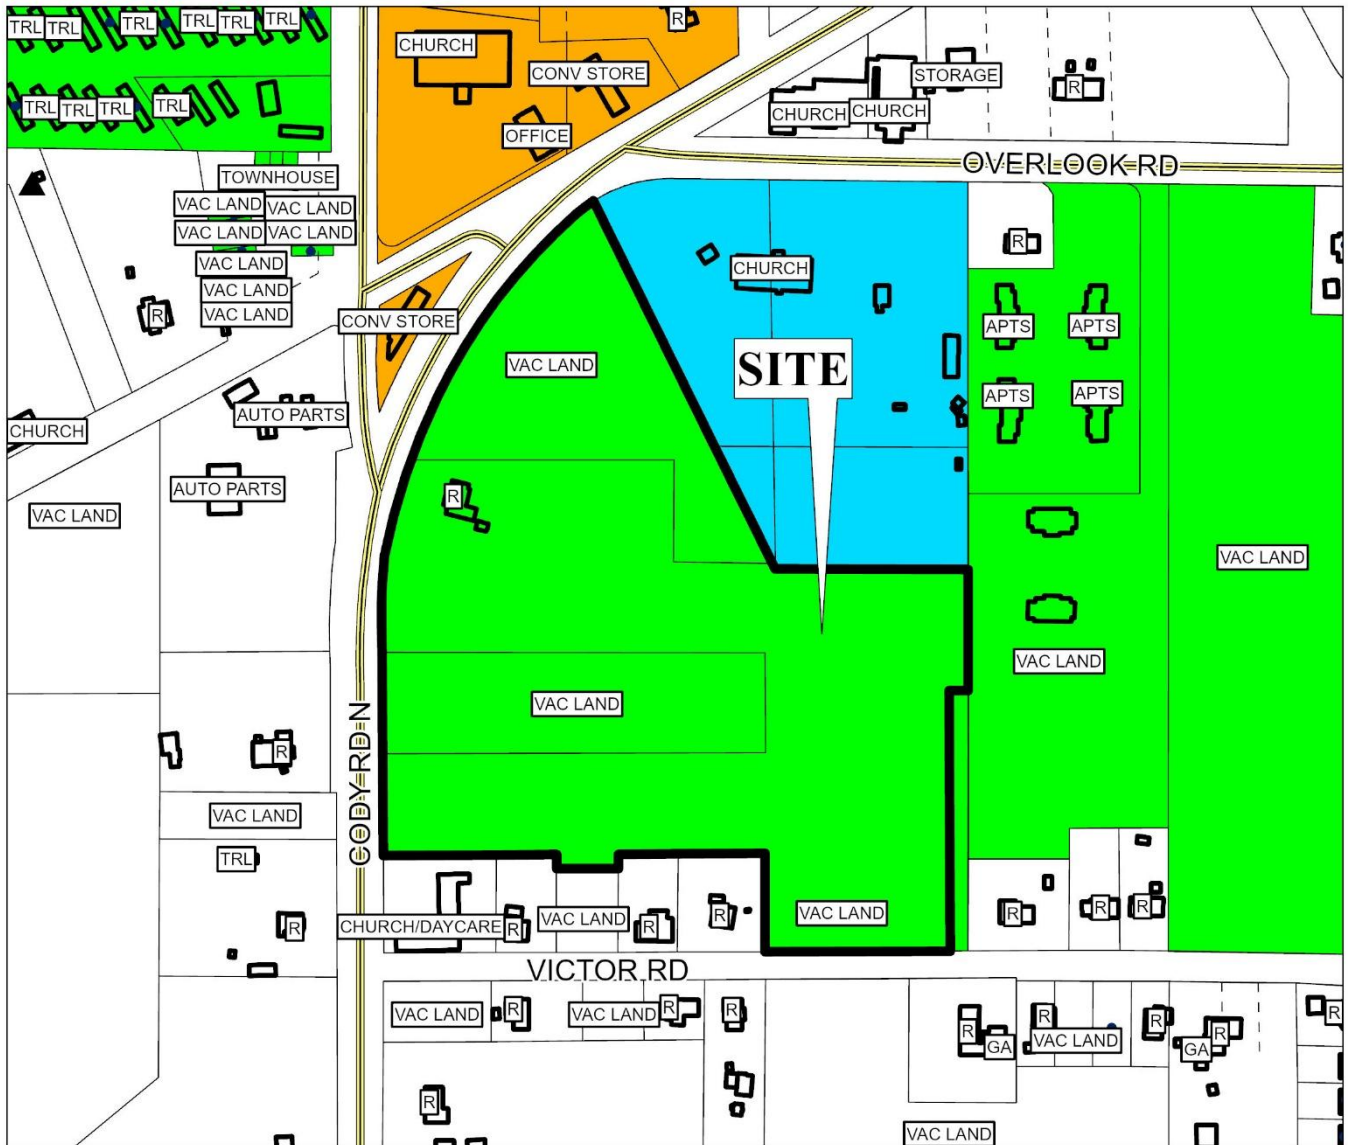 TRL TRL TRL TRL TRL TRL
TRL TRL TRL TRL
CHURCH
R
CONV STORE
OFFICE
STORAGE
CHURCH CHURCH
R
OVERLOOK RD
TOWNHOUSE
VAC LAND VAC LAND
VAC LAND VAC LAND
VAC LAND
VAC LAND
VAC LAND
R
R
CHURCH
CONV STORE
APTS APTS
VAC LAND
SITE
APTS APTS
AUTO PARTS
CHURCH
AUTO PARTS
R
VAC LAND
VAC LAND
VAC LAND
VAC LAND
CODY RD N
R
VAC LAND
TRL
R
CHURCH/DAYCARE
R
VAC LAND
R
R
VAC LAND
R
R
R
VICTOR RD
VAC LAND
R
VAC LAND
R
R
R
GA
R
VAC LAND
R
GA
R
R
R
VAC LAND